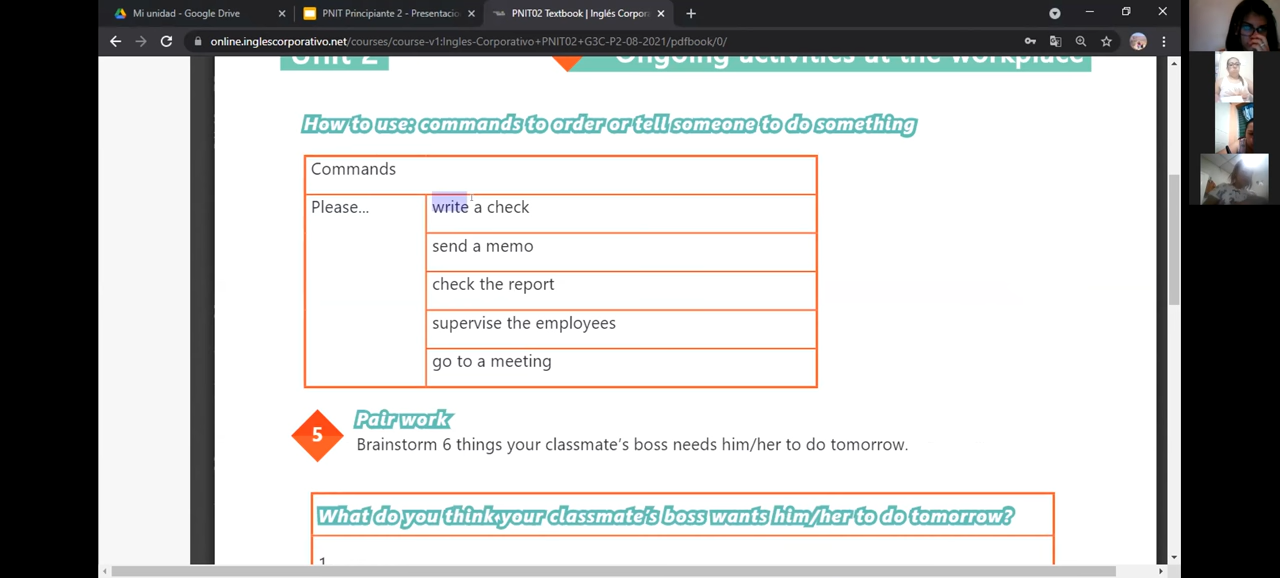 Mi unidad - Google Drive
PNIT Principiante 2 - Presentacio
PNIT02 Textbook | Inglés Corpora
online.inglescorporativo.net/courses/course-v1:Ingles-Corporativo+PNIT02+G3C-P2-08-2021/pdfbook/0/
Unit 2
Ongoing activities at the workplace
How to use: commands to order or tell someone to do something
Commands
Please...
write a check
send a memo
check the report
supervise the employees
go to a meeting
5
Pair work
Brainstorm 6 things your classmate's boss needs him/her to do tomorrow.
What do you think your classmate's boss wants him/her to do tomorrow?
1